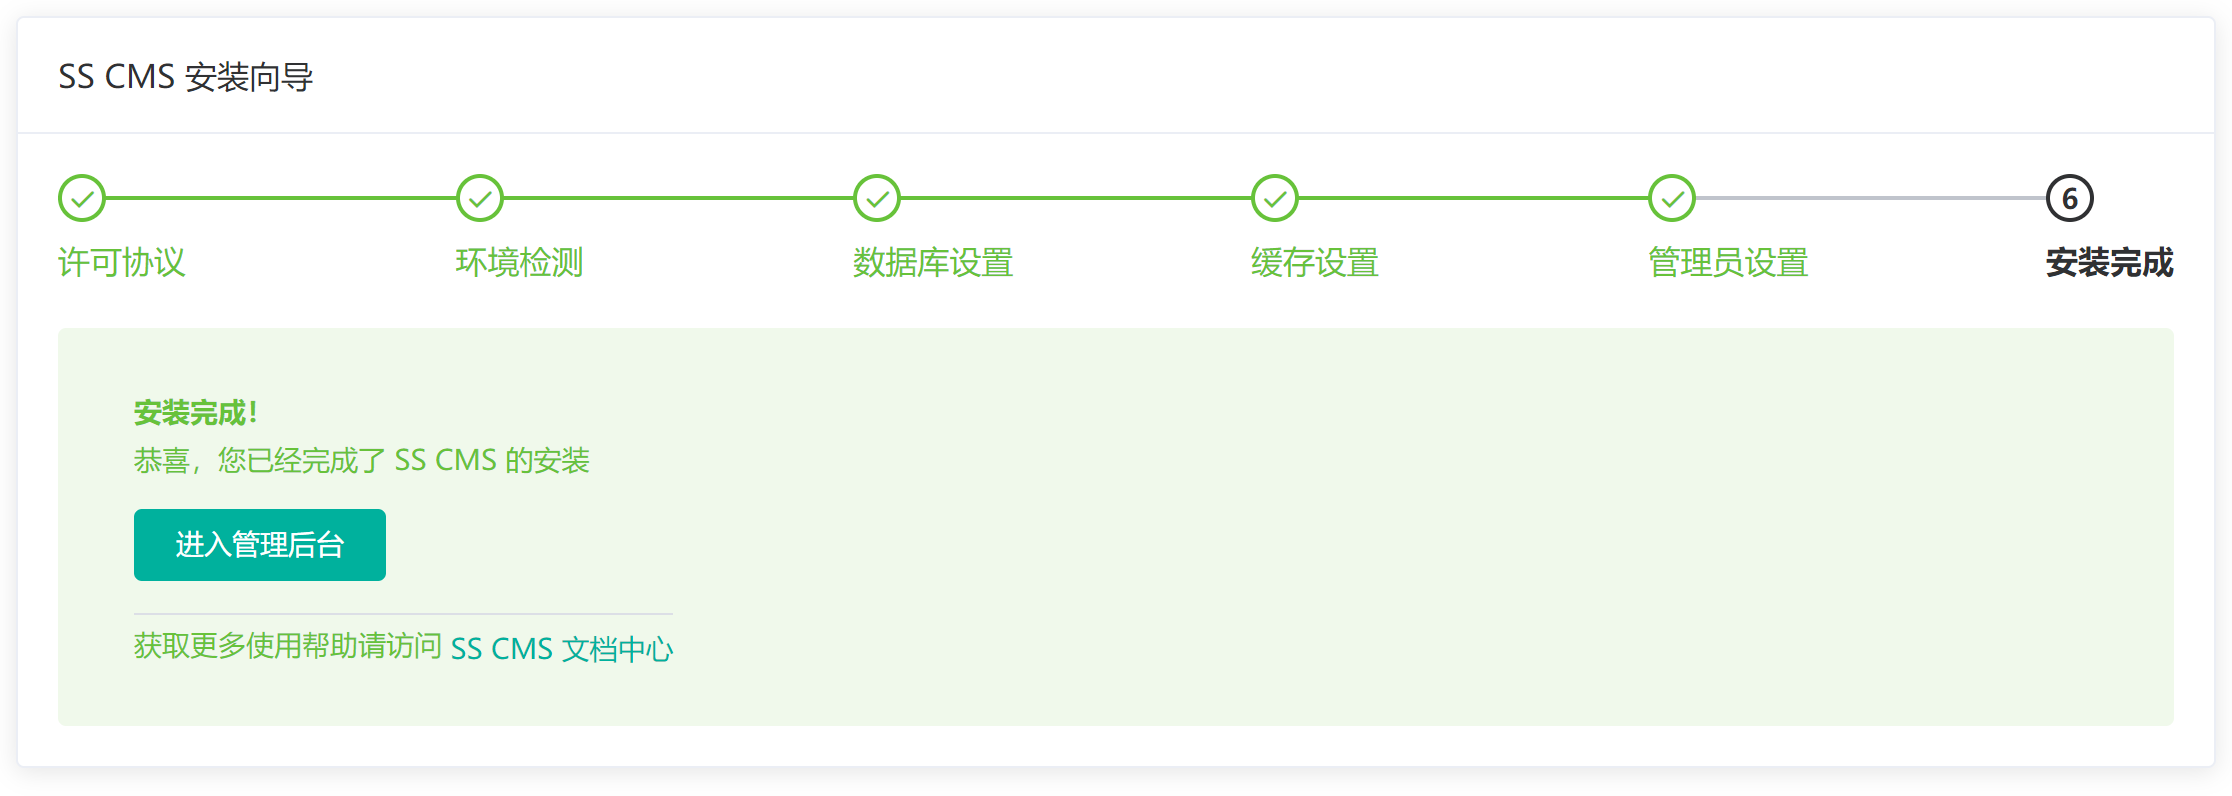 SS CMS 安装向导
许可协议 环境检测 数据库设置 缓存设置 管理员设置 6 安装完成
安装完成！
恭喜，您已经完成了 SS CMS 的安装
进入管理后台
获取更多使用帮助请访问 SS CMS 文档中心